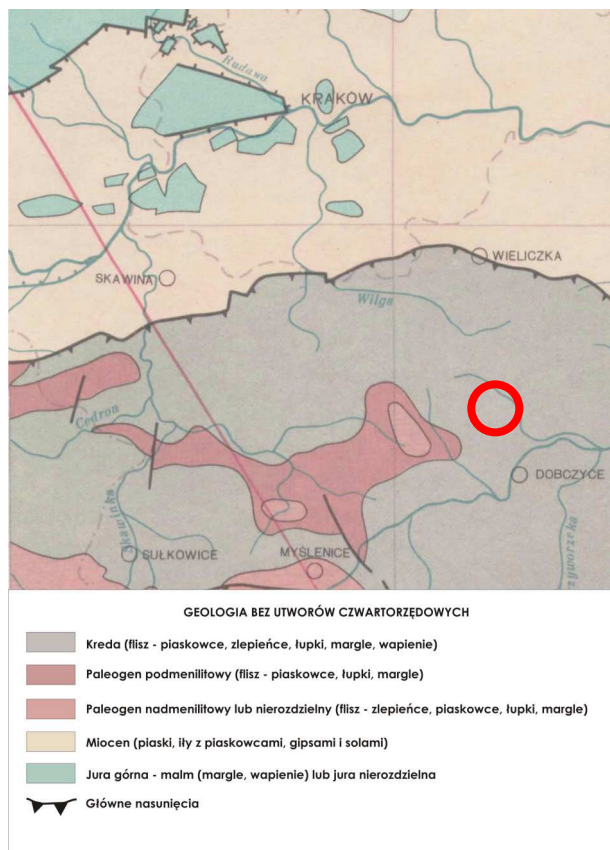 Rudawa
KRAKÓW
SKAWINA
WIELICZKA
Wilga
Cedron
DOBCZYCE
Skawinka
SUŁKOWICE
MYŚLENICE
GEOLOGIA BEZ UTWORÓW CZWARTORZĘDOWYCH
Kreda (flisz - piaskowce, zlepieńce, łupki, margle, wapienie)
Paleogen podmenilitowy (flisz - piaskowce, łupki, margle)
Paleogen nadmenilitowy lub nierozdzielny (flisz - zlepieńce, piaskowce, łupki, margle)
Miocen (piaski, iły z piaskowcami, gipsami i solami)
Jura górna - malm (margle, wapienie) lub jura nierozdzielna
Główne nasunięcia